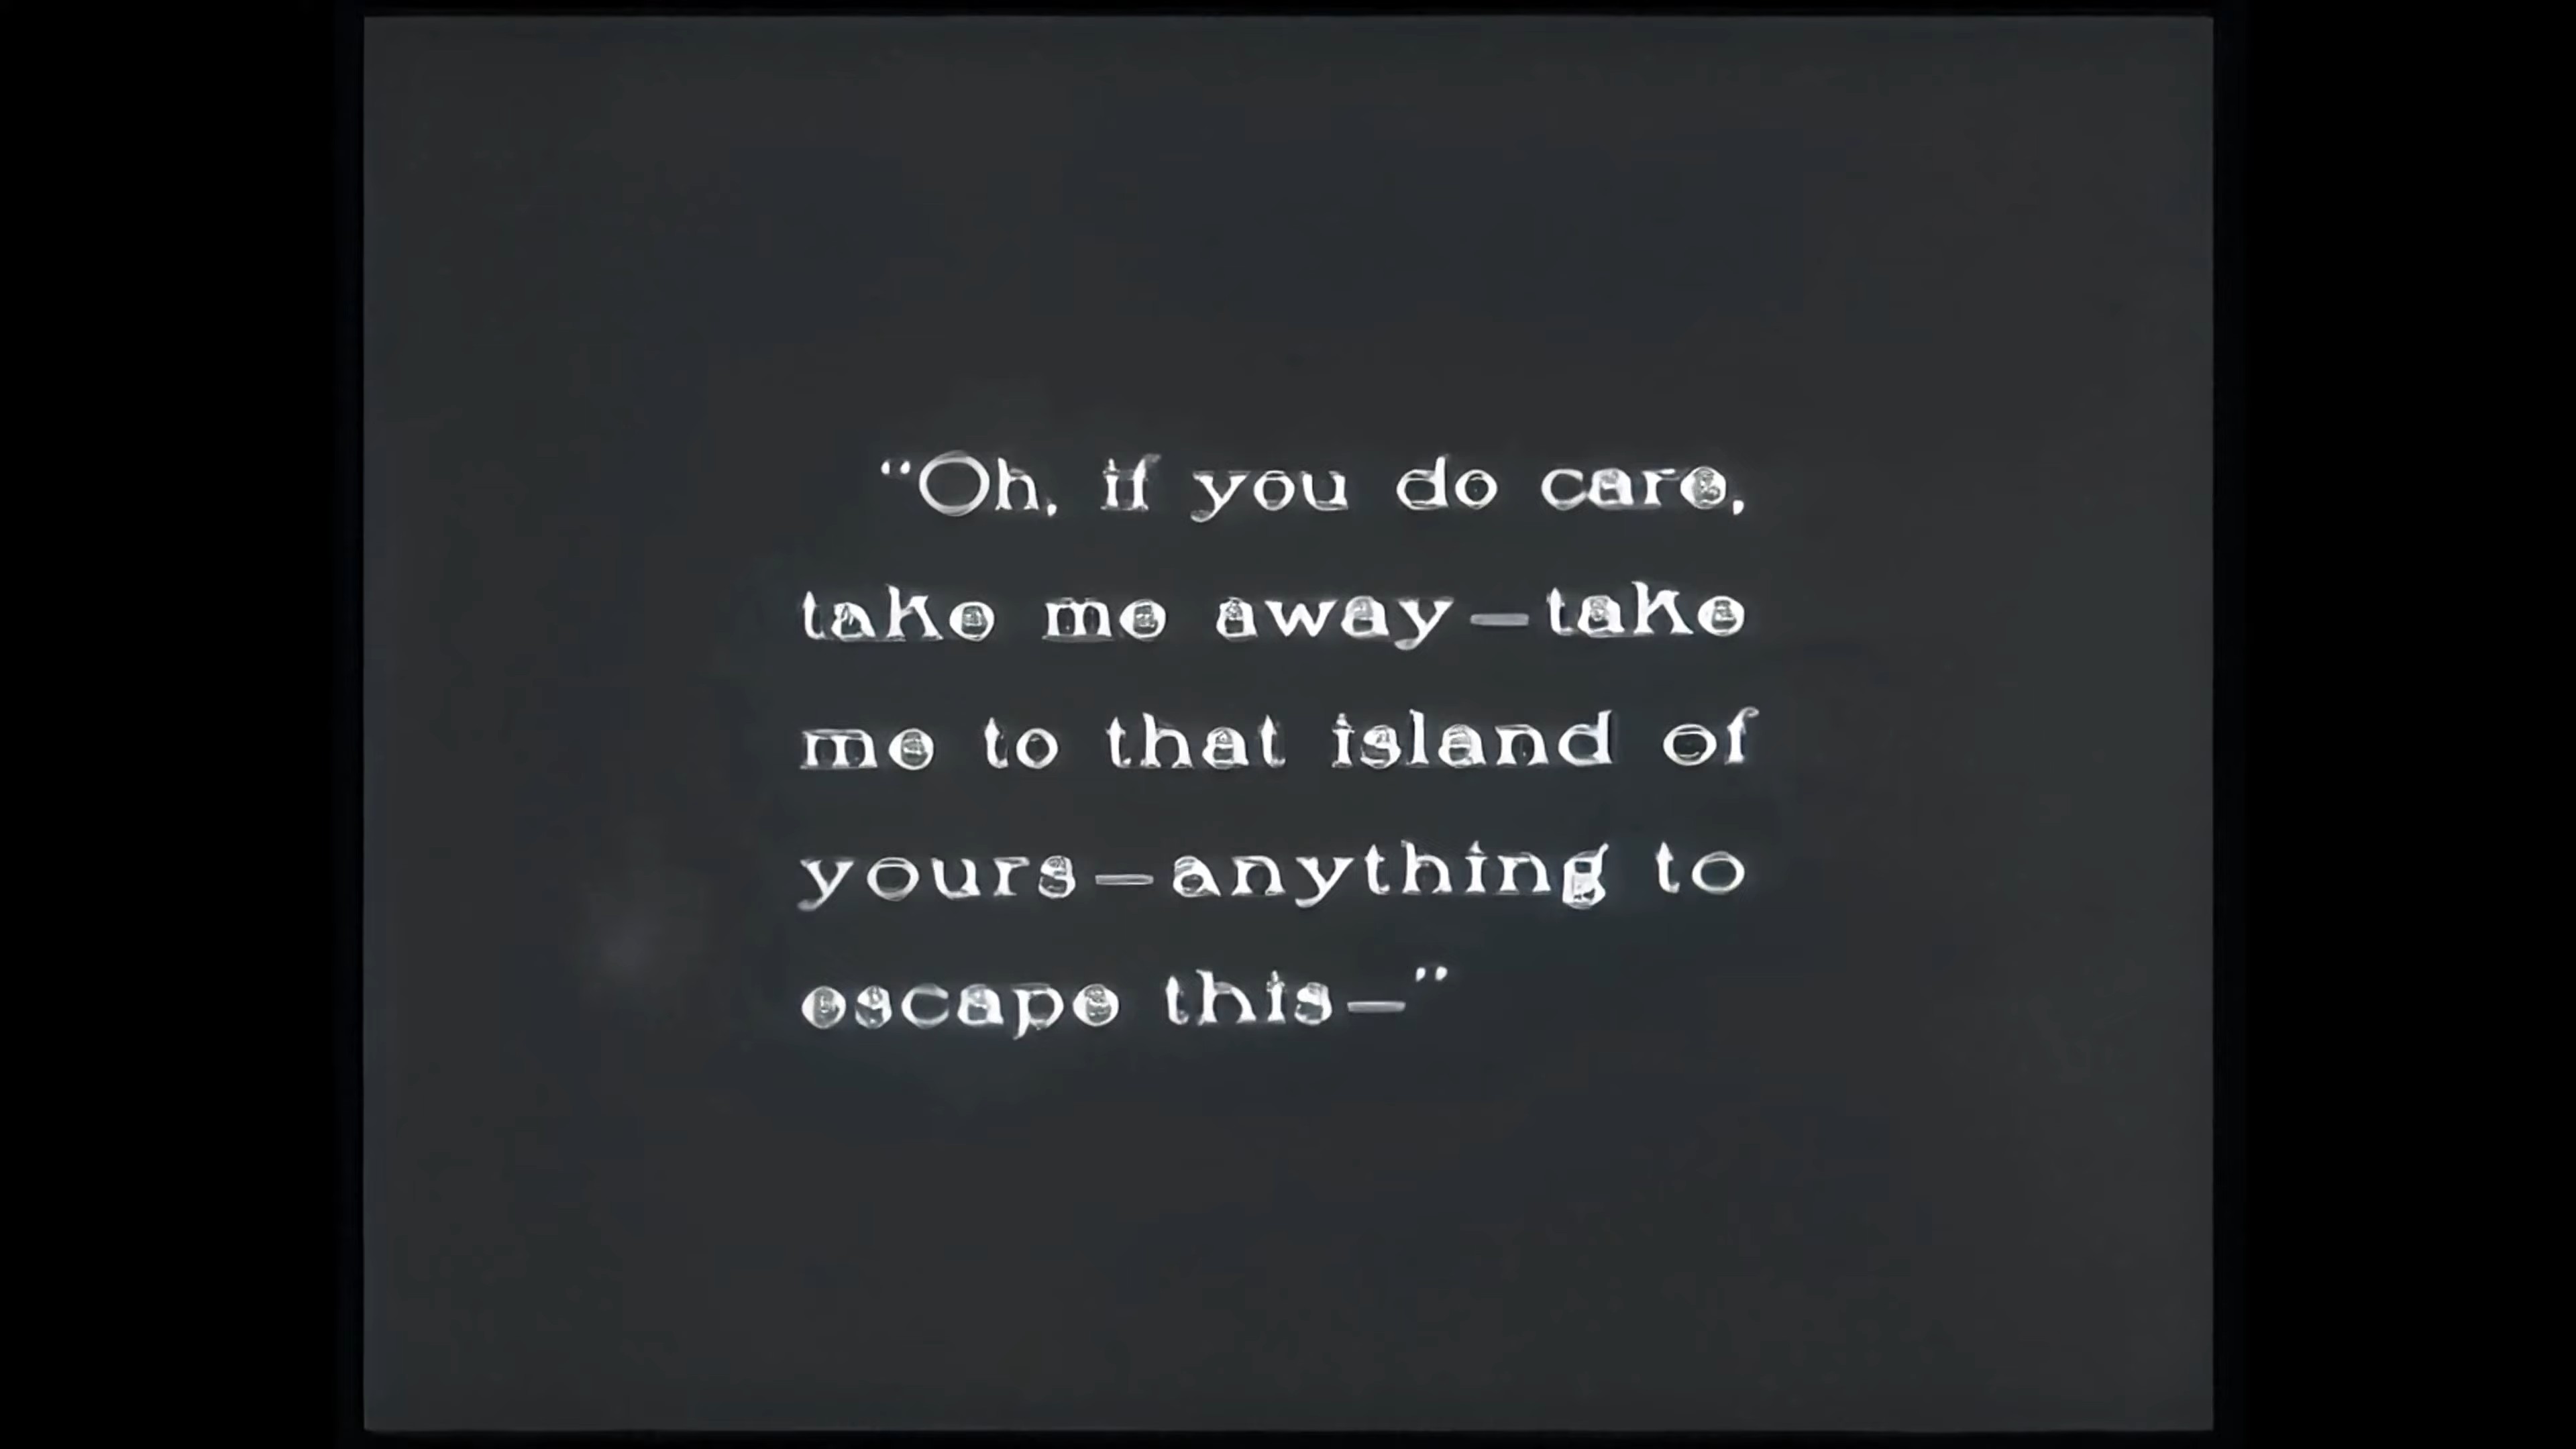 “Oh, if you do care,
take me away—take
me to that island of
yours—anything to
escape this—”